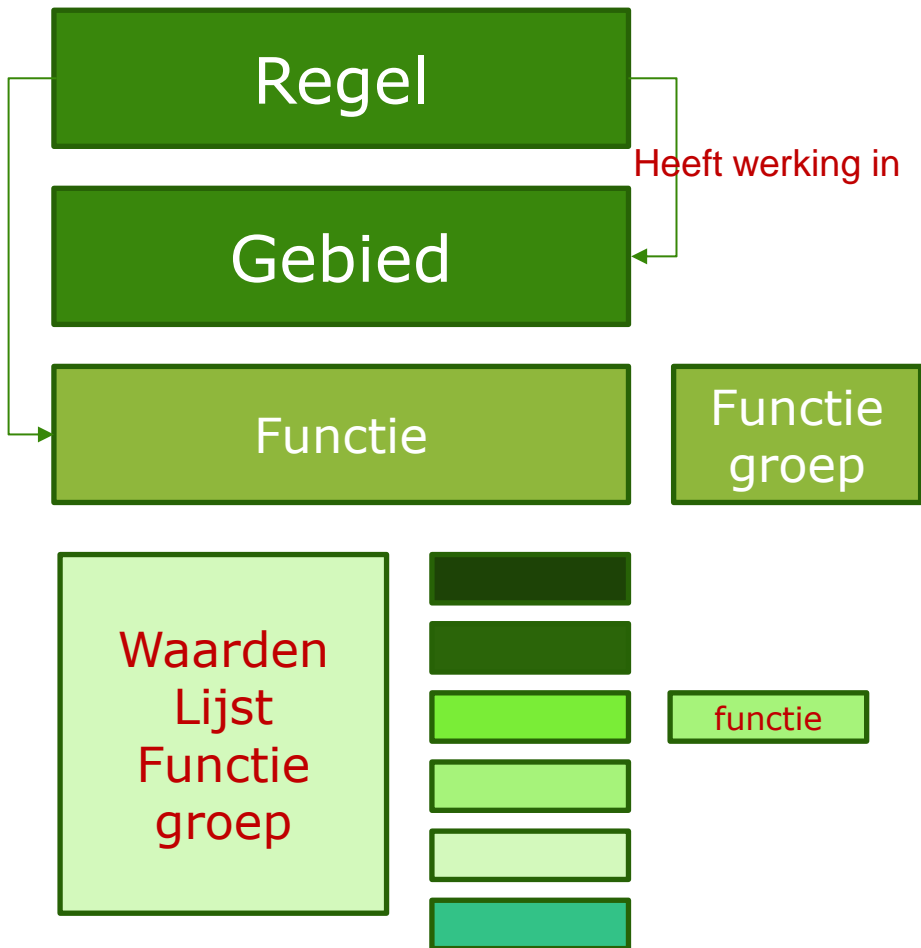 Regel
Heeft werking in
Gebied
Functie
Functie
groep
Waarden
Lijst
Functie
groep
functie